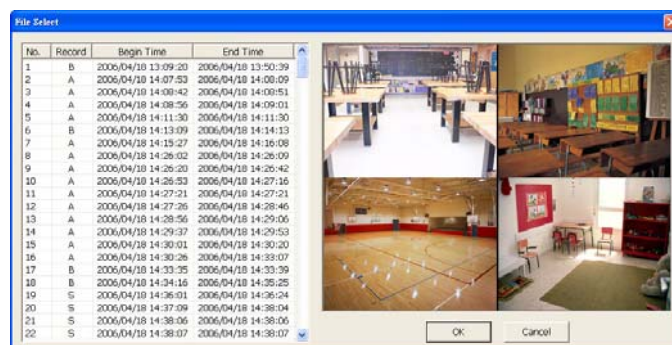 File Select
No. Record Begin Time End Time
1 B 2006/04/18 13:09:20 2006/04/18 13:50:39
2 A 2006/04/18 14:07:53 2006/04/18 14:08:09
3 A 2006/04/18 14:08:42 2006/04/18 14:08:51
4 A 2006/04/18 14:08:56 2006/04/18 14:09:01
5 A 2006/04/18 14:11:30 2006/04/18 14:11:30
6 B 2006/04/18 14:13:09 2006/04/18 14:14:13
7 A 2006/04/18 14:15:27 2006/04/18 14:16:08
8 A 2006/04/18 14:26:02 2006/04/18 14:26:09
9 A 2006/04/18 14:26:20 2006/04/18 14:26:42
10 A 2006/04/18 14:26:53 2006/04/18 14:27:16
11 A 2006/04/18 14:27:21 2006/04/18 14:27:21
12 A 2006/04/18 14:27:26 2006/04/18 14:28:46
13 A 2006/04/18 14:28:56 2006/04/18 14:29:06
14 A 2006/04/18 14:29:37 2006/04/18 14:29:53
15 A 2006/04/18 14:30:01 2006/04/18 14:30:20
16 A 2006/04/18 14:30:26 2006/04/18 14:33:07
17 B 2006/04/18 14:33:35 2006/04/18 14:33:39
18 B 2006/04/18 14:34:16 2006/04/18 14:35:25
19 S 2006/04/18 14:36:01 2006/04/18 14:36:24
20 S 2006/04/18 14:37:09 2006/04/18 14:38:04
21 S 2006/04/18 14:38:06 2006/04/18 14:38:06
22 S 2006/04/18 14:38:07 2006/04/18 14:38:07
OK Cancel